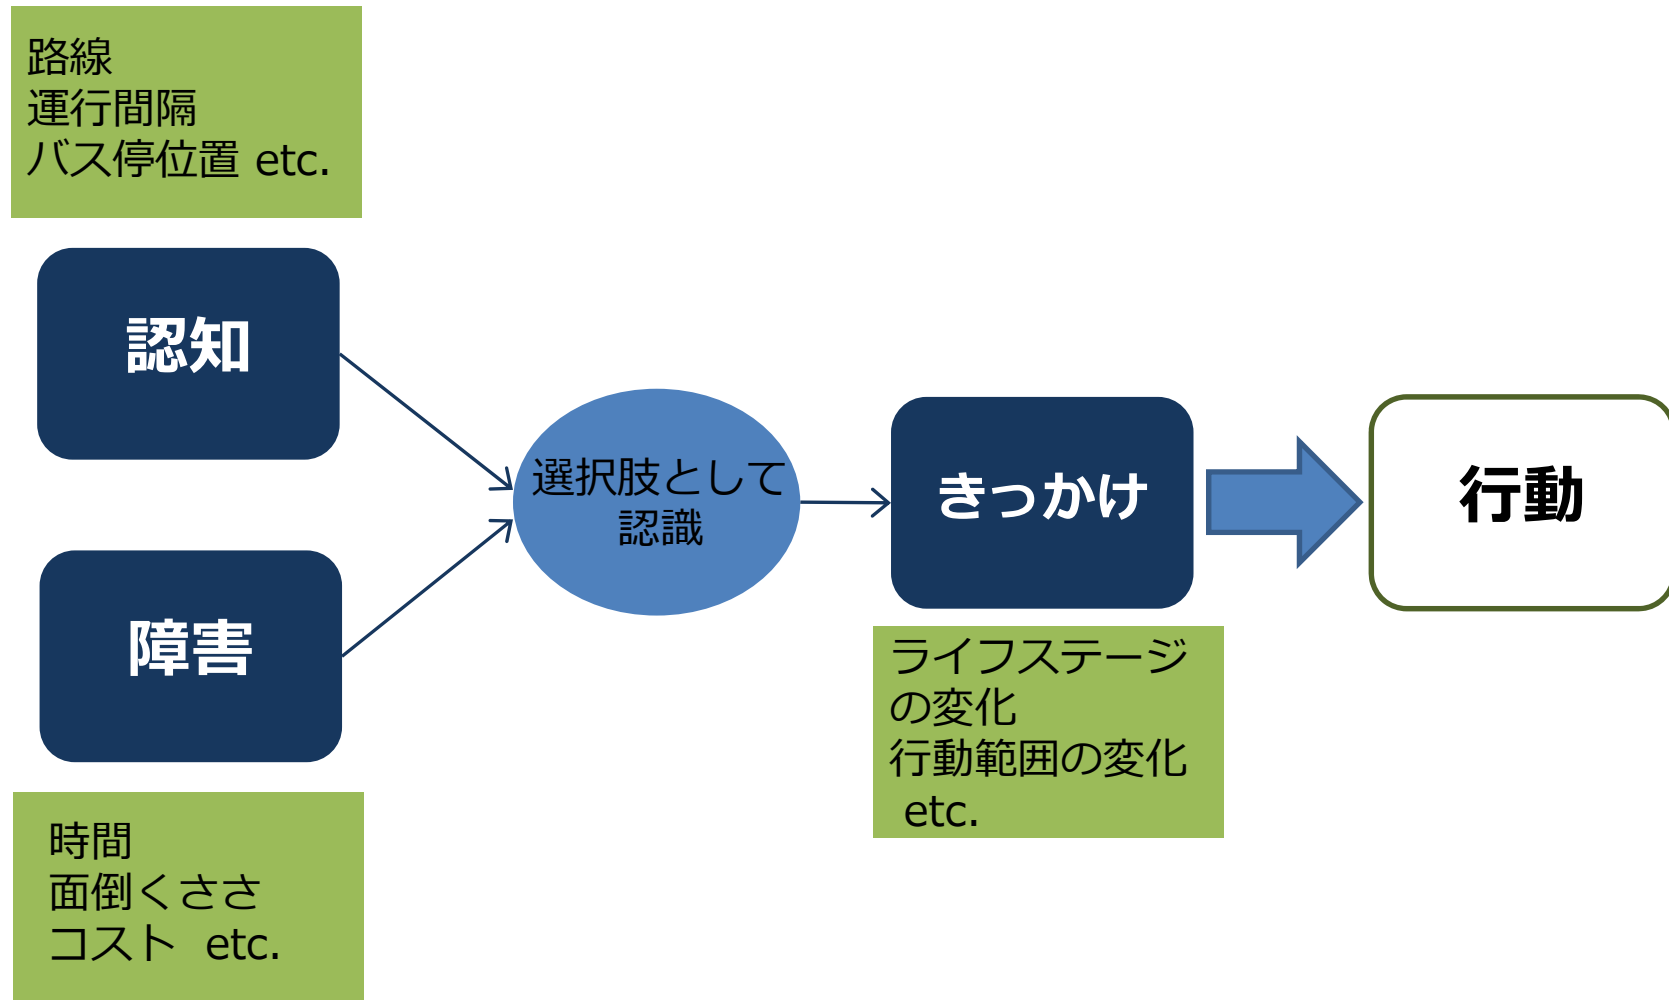 路線
運行間隔
バス停位置 etc.
認知
障害
時間
面倒くささ
コスト etc.
選択肢として
認識
きっかけ
ライフステージ
の変化
行動範囲の変化
etc.
行動